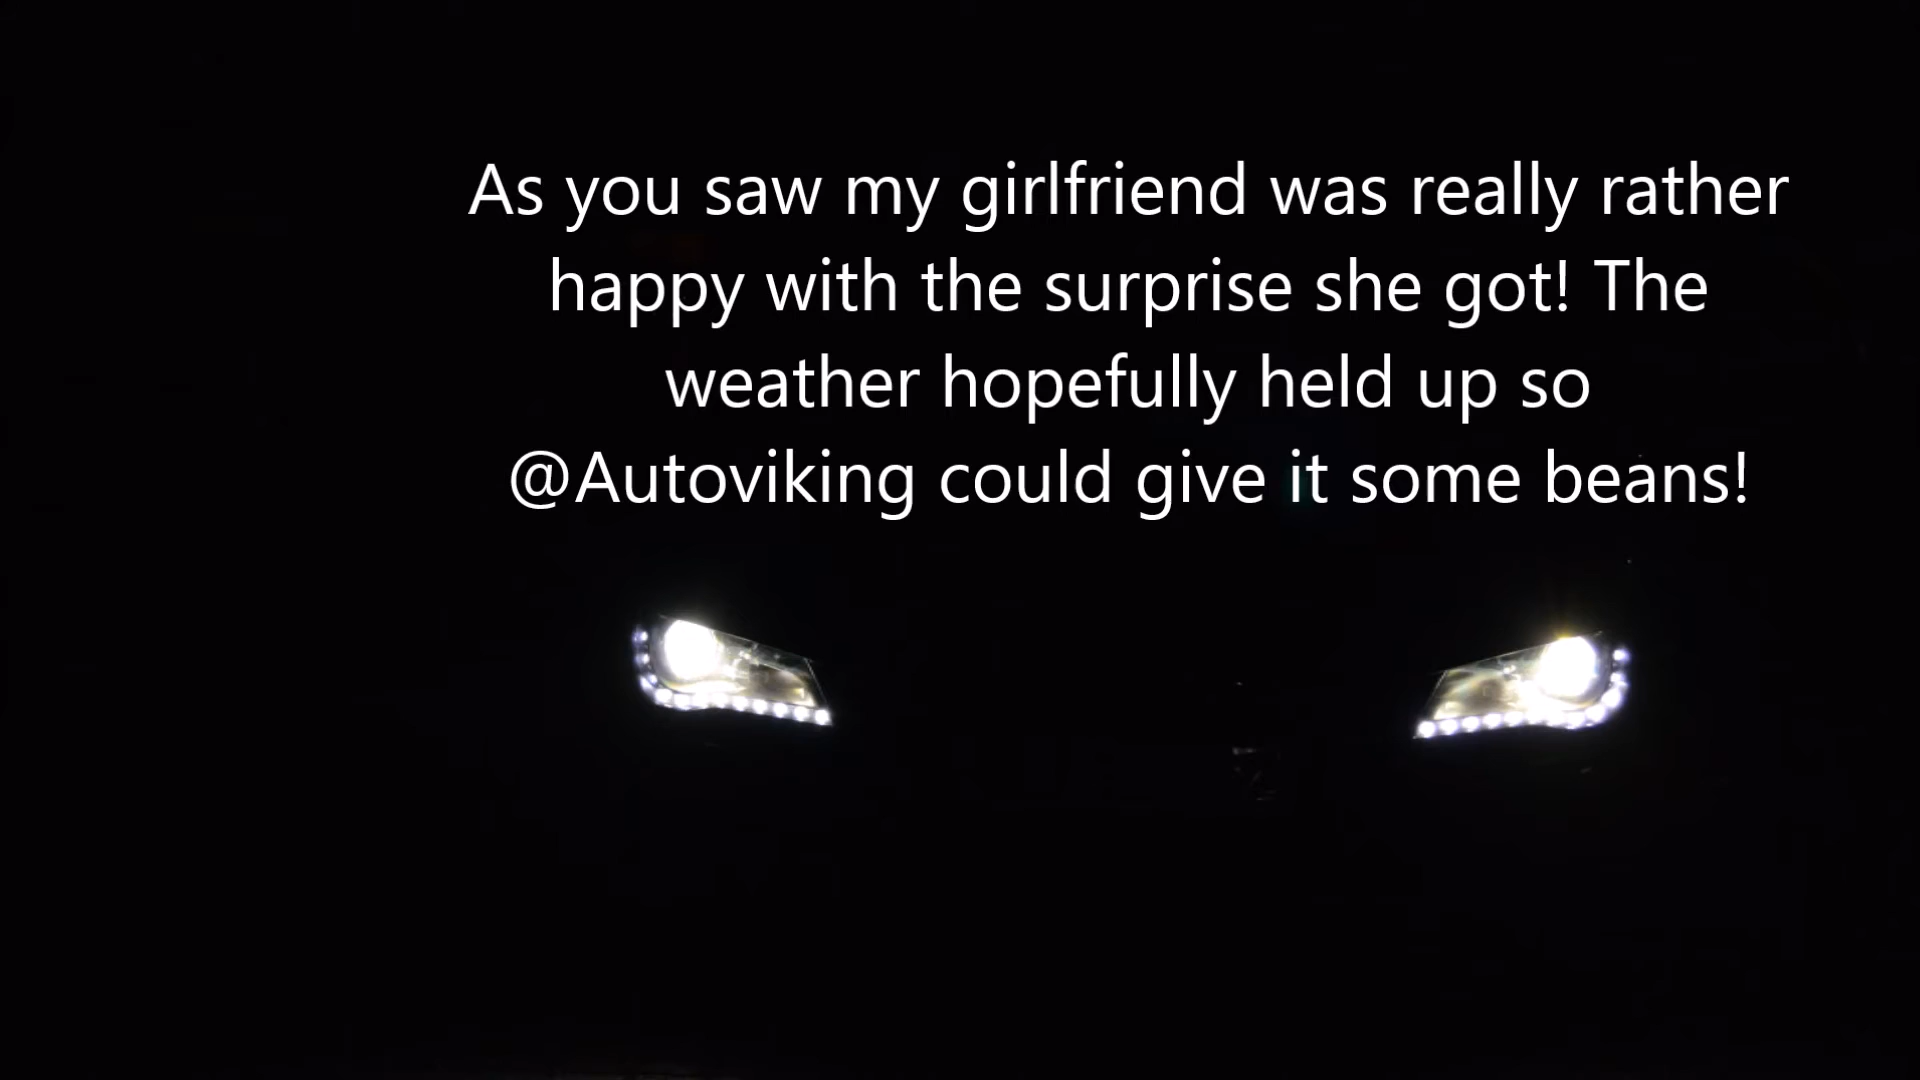 As you saw my girlfriend was really rather
happy with the surprise she got! The
weather hopefully held up so
@Autoviking could give it some beans!